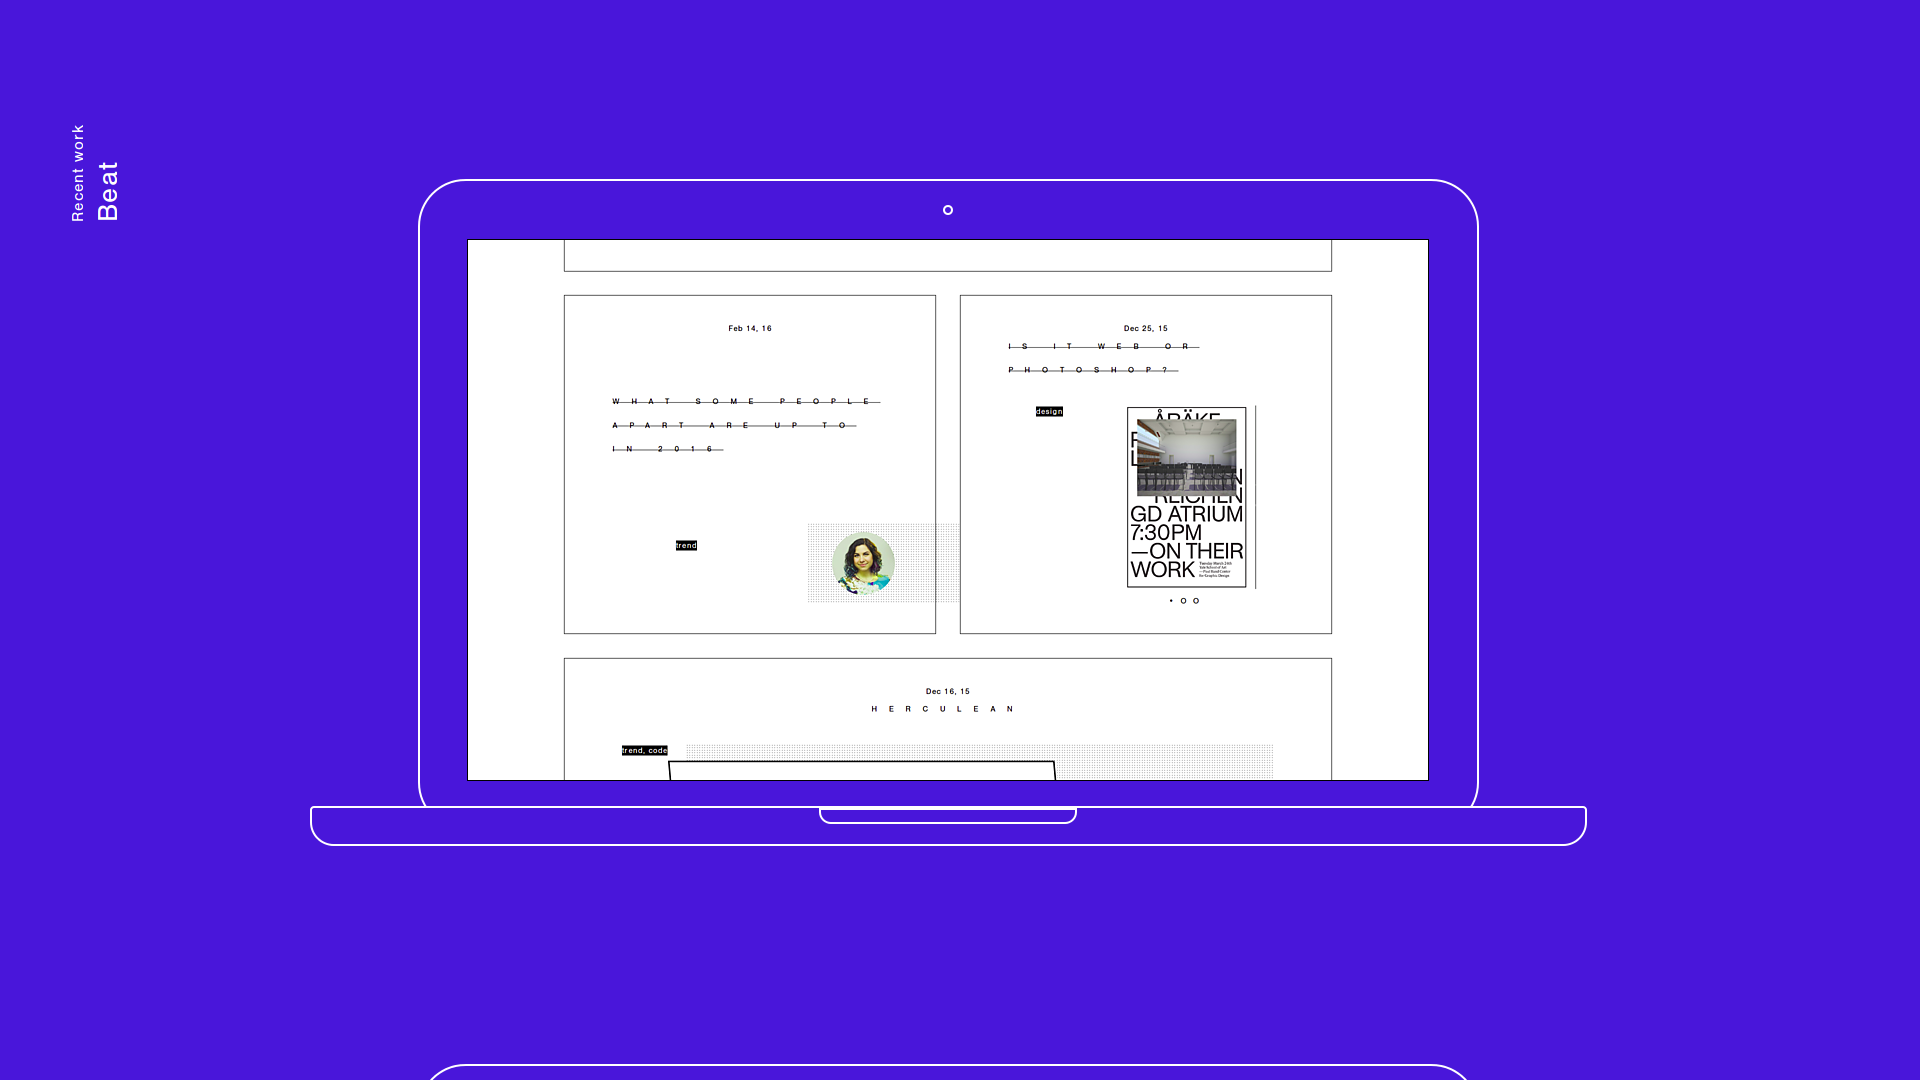 Recent work
Beat
Feb 14, 16
WHAT SOME PEOPLE
APART ARE UP TO
IN 2016
trend
Dec 25, 15
IS IT WEB OR
PHOTOSHOP?
design
ÅBÄKE
GD ATRIUM
7:30PM
—ON THEIR
WORK
Dec 16, 15
HERCULEAN
trend, code